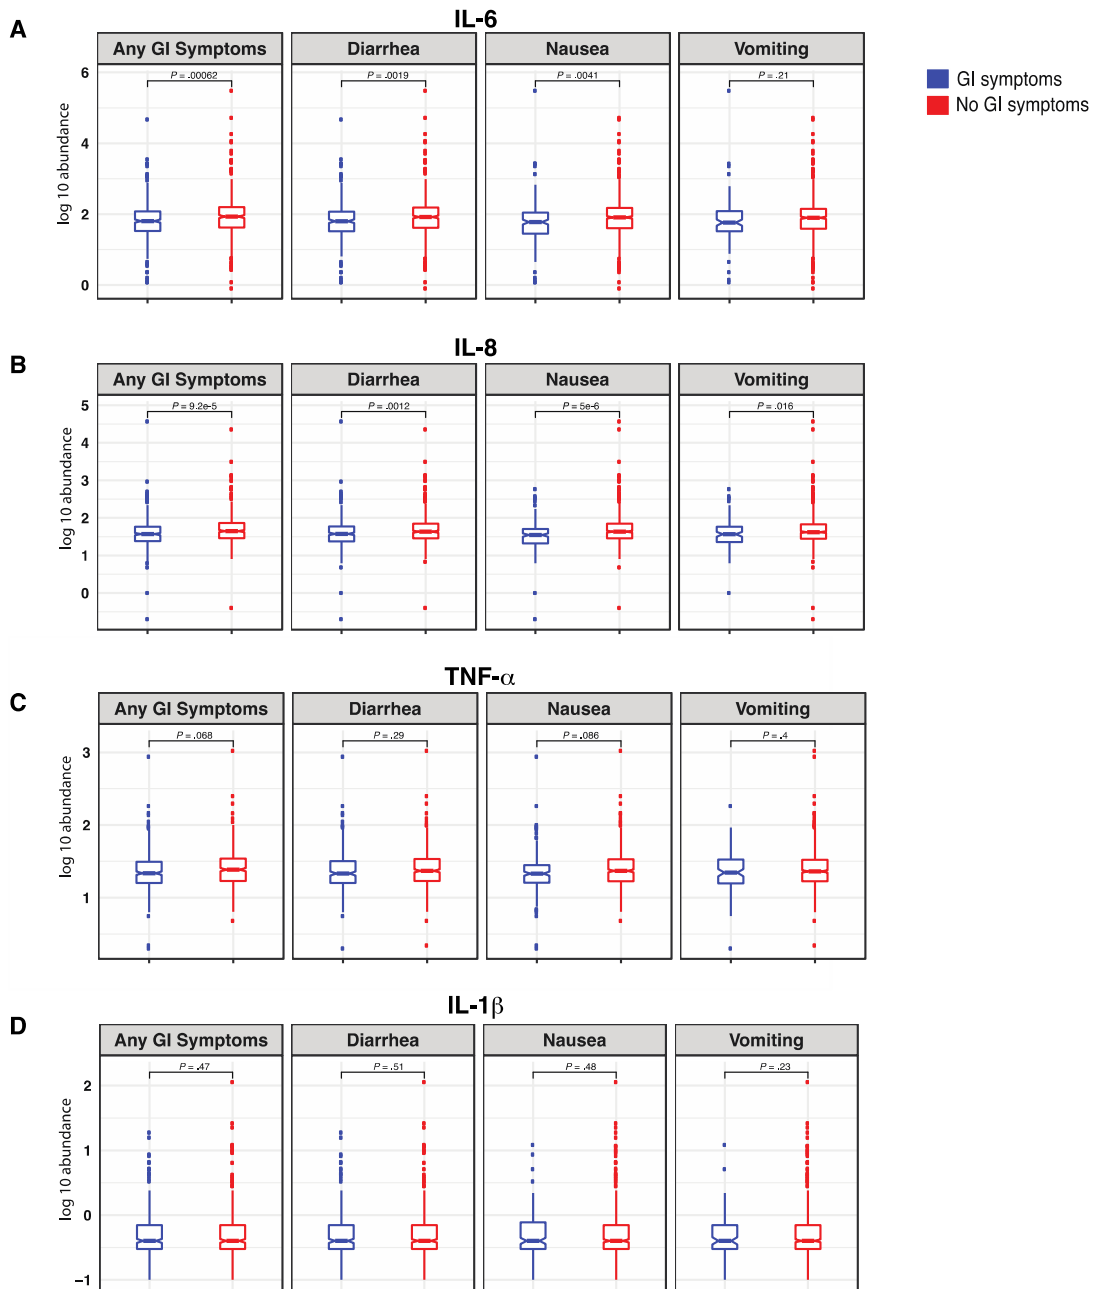 IL-6
A
Any GI Symptoms Diarrhea Nausea Vomiting
P = .00062 P = .0019 P = .0041 P = .21
GI symptoms
No GI symptoms
log 10 abundance
6
4
2
0
IL-8
B
Any GI Symptoms Diarrhea Nausea Vomiting
P = 9.2e-5 P = .0012 P = 5e-6 P = .016
log 10 abundance
5
4
3
2
1
0
TNF-α
C
Any GI Symptoms Diarrhea Nausea Vomiting
P = .068 P = .29 P = .086 P = .4
log 10 abundance
3
2
1
IL-1β
D
Any GI Symptoms Diarrhea Nausea Vomiting
P = .47 P = .51 P = .48 P = .23
log 10 abundance
2
1
0
−1